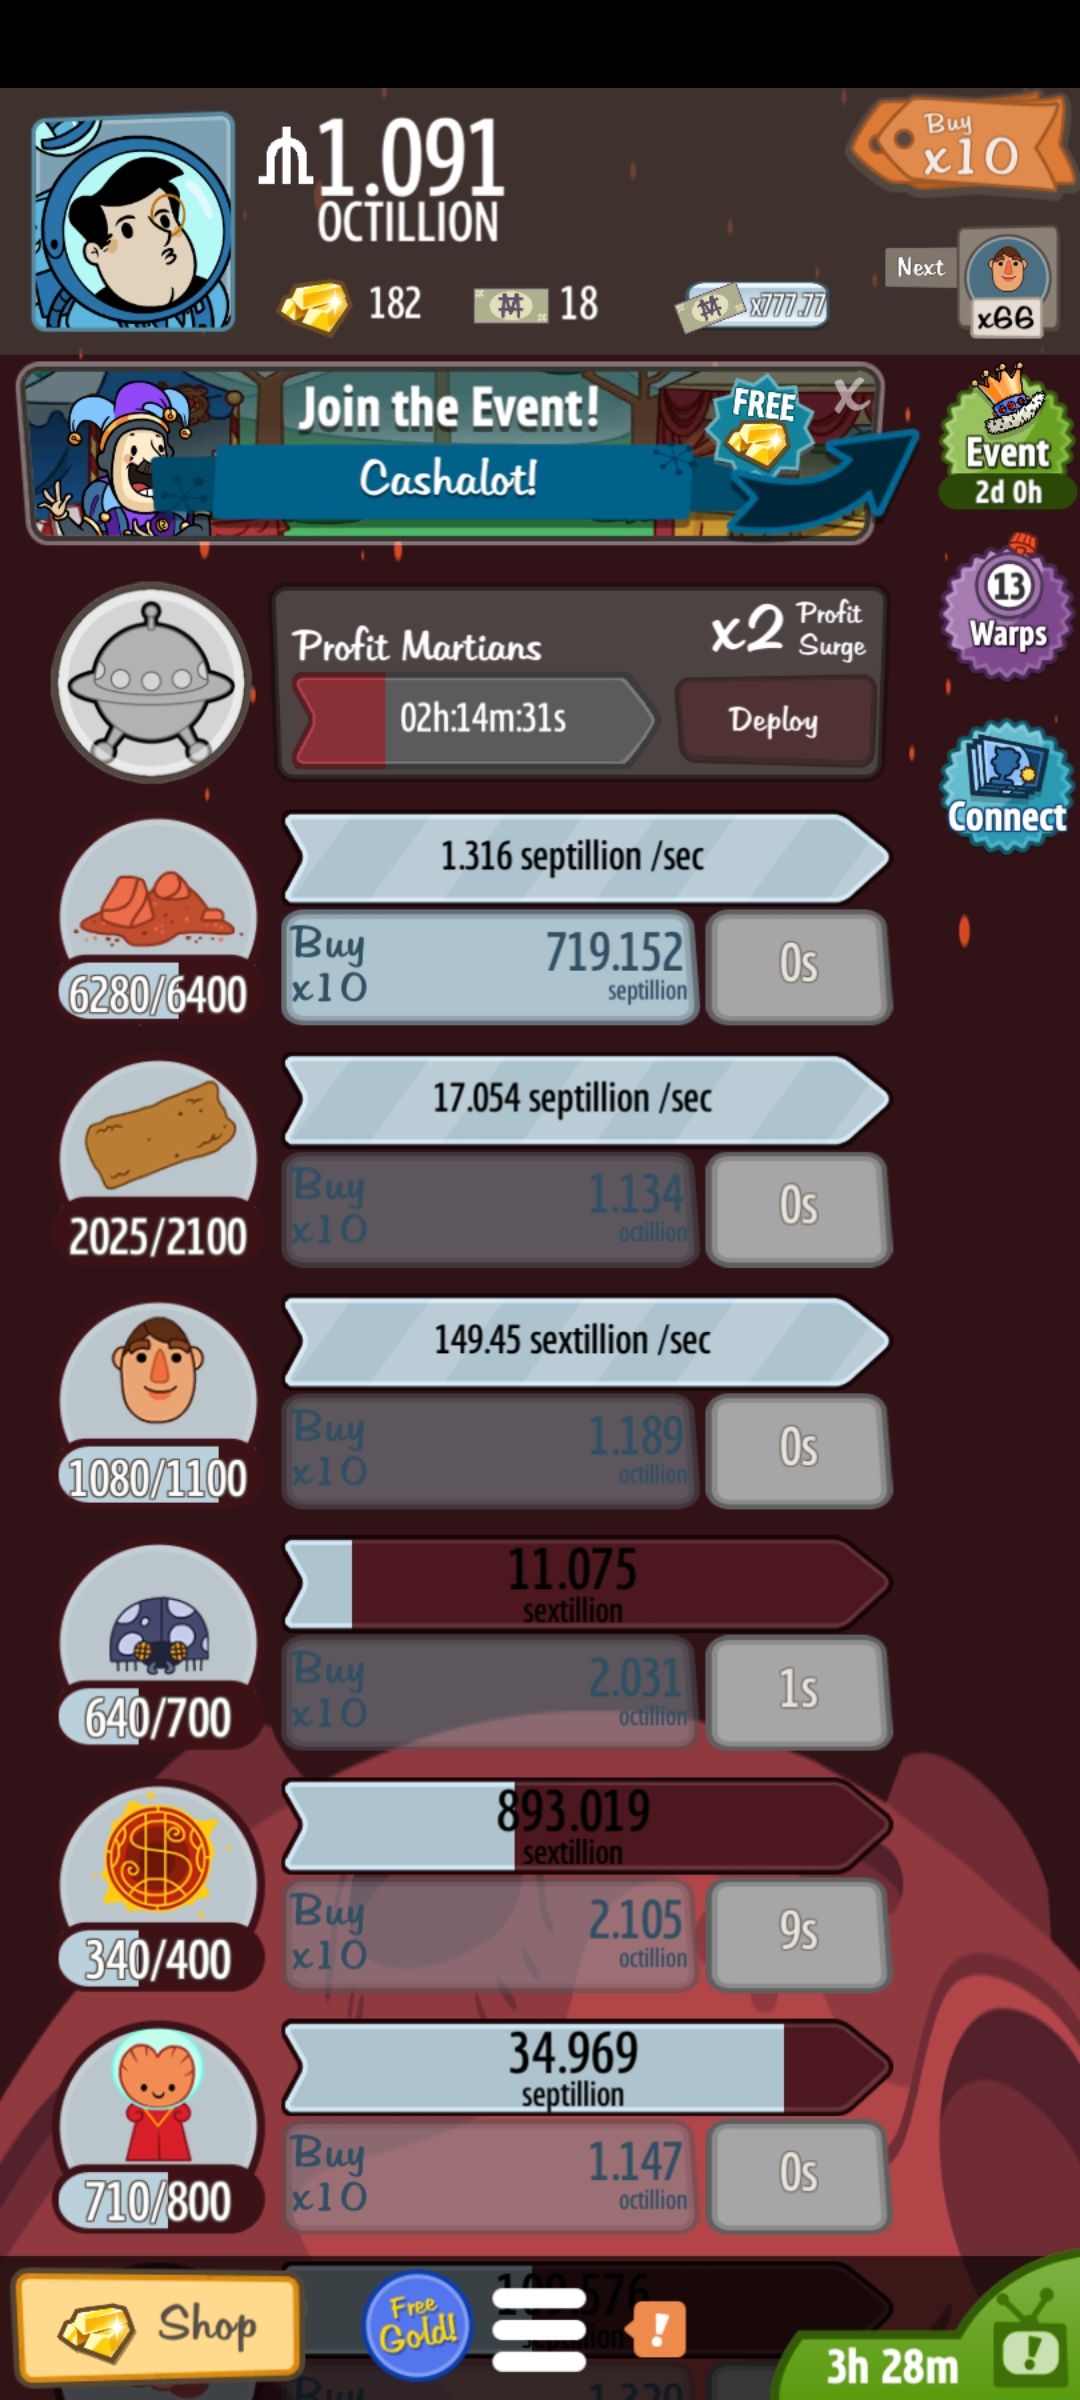 1.091
OCTILLION
Buy
x10
182
18
x777.77
Next
x66
Join the Event!
FREE
X
Cashalot!
Event
2d 0h
13
Warps
Connect
Profit Martians
x2 Profit
Surge
02h:14m:31s
Deploy
1.316 septillion /sec
6280/6400
Buy
x10
719.152
septillion
0s
17.054 septillion /sec
2025/2100
Buy
x10
1.134
octillion
0s
149.45 sextillion /sec
1080/1100
Buy
x10
1.189
octillion
0s
11.075
sextillion
640/700
Buy
x10
2.031
octillion
1s
893.019
sextillion
340/400
Buy
x10
2.105
octillion
9s
34.969
septillion
710/800
Buy
x10
1.147
octillion
0s
Shop
Free
Gold!
!
3h 28m
!
Buy